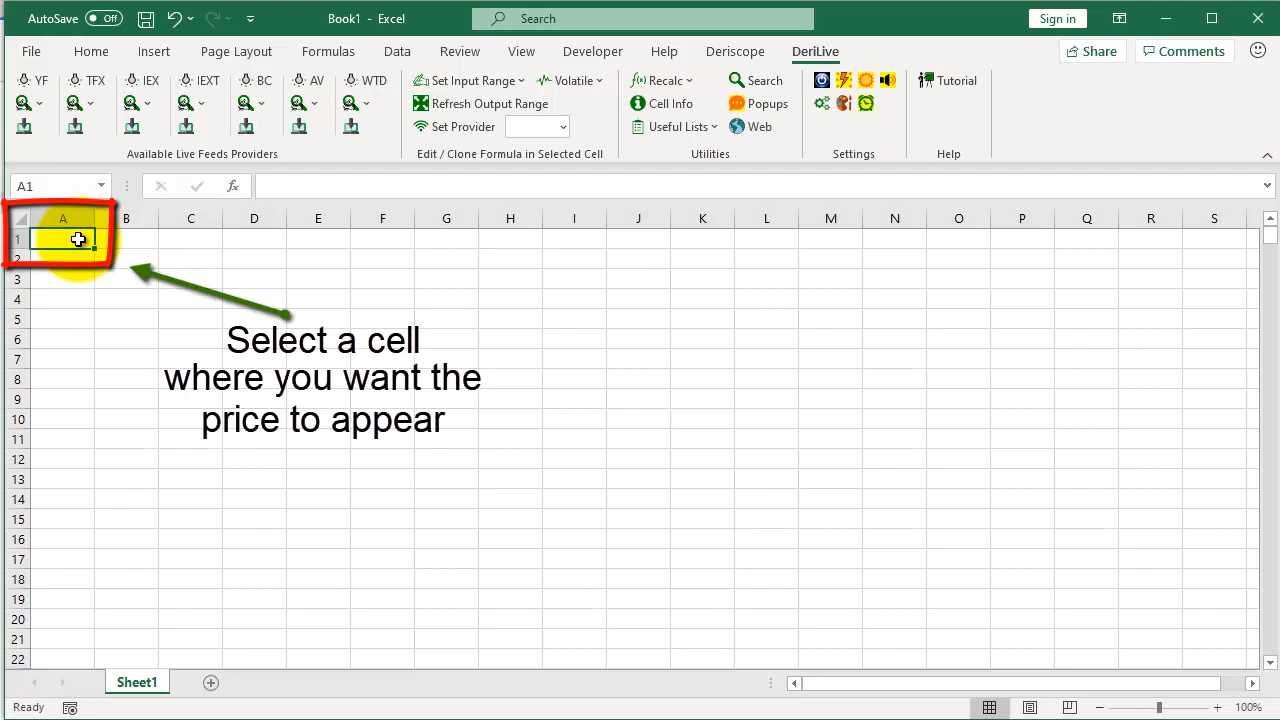 AutoSave Off
Book1 - Excel
Search
Sign in
File Home Insert Page Layout Formulas Data Review View Developer Help Deriscope DeriLive
Share Comments
YF TFX IEX IEXT BC AV WTD
Set Input Range Volatile
Refresh Output Range
Set Provider
Recalc Search
Cell Info Popups
Useful Lists Web
Tutorial
Available Live Feeds Providers
Edit / Clone Formula in Selected Cell
Utilities
Settings
Help
A1
fx
A B C D E F G H I J K L M N O P Q R S
1
2
3
4
5
6
7
8
9
10
11
12
13
14
15
16
17
18
19
20
21
22
Select a cell
where you want the
price to appear
Sheet1
Ready
100%